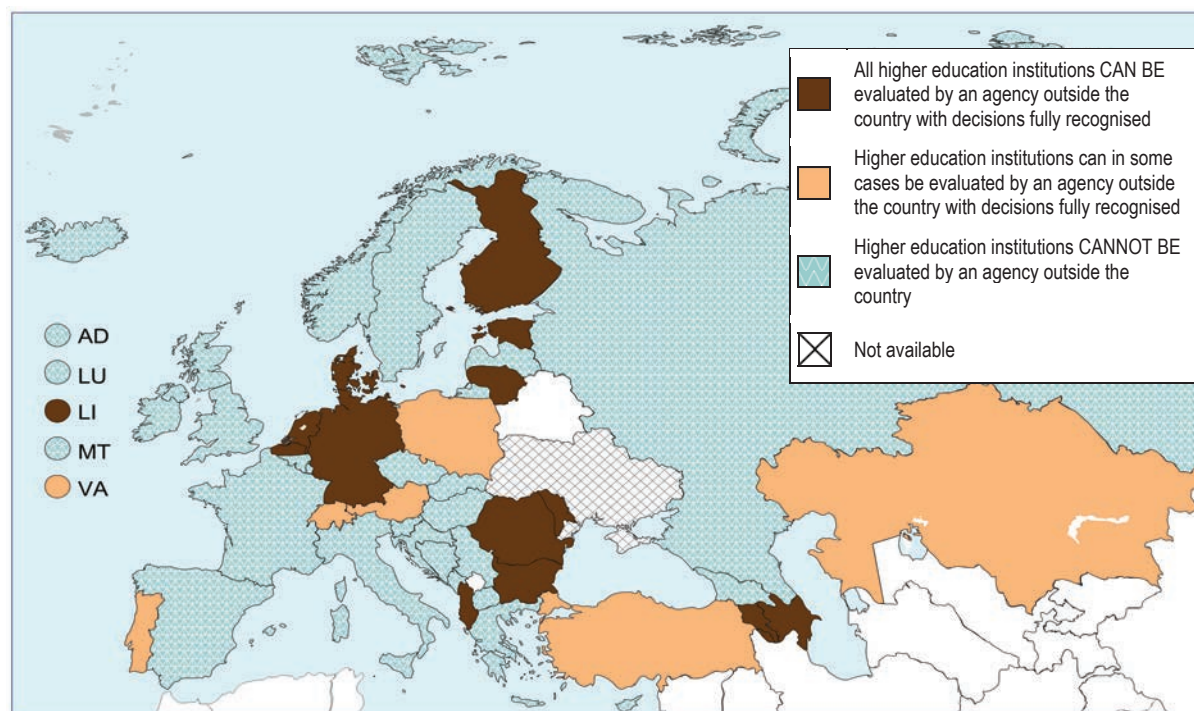 All higher education institutions CAN BE
evaluated by an agency outside the
country with decisions fully recognised
Higher education institutions can in some
cases be evaluated by an agency outside
the country with decisions fully recognised
Higher education institutions CANNOT BE
evaluated by an agency outside the
country
Not available
AD
LU
LI
MT
VA